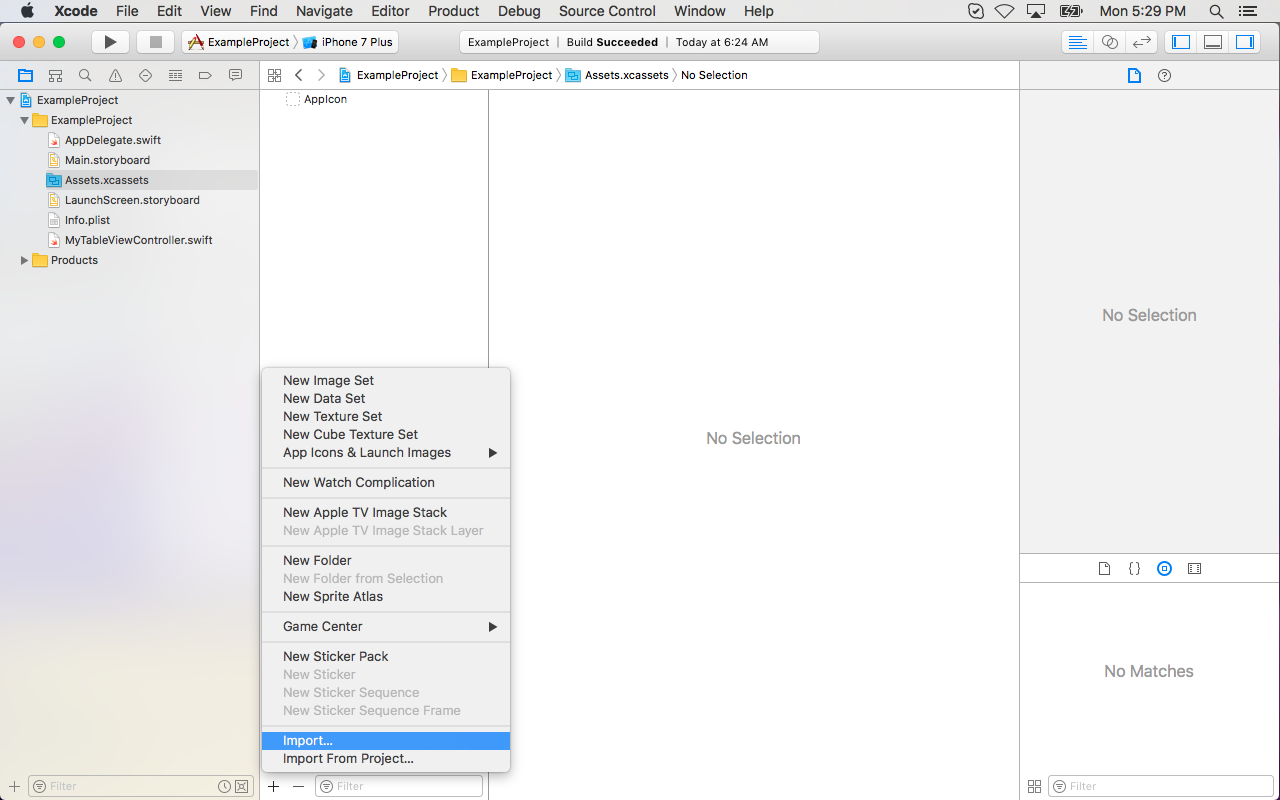 Xcode File Edit View Find Navigate Editor Product Debug Source Control Window Help Mon 5:29 PM
ExampleProject iPhone 7 Plus ExampleProject | Build Succeeded | Today at 6:24 AM
ExampleProject ExampleProject Assets.xcassets No Selection
ExampleProject
ExampleProject
AppDelegate.swift
Main.storyboard
Assets.xcassets
LaunchScreen.storyboard
Info.plist
MyTableViewController.swift
Products
Filter
AppIcon
New Image Set
New Data Set
New Texture Set
New Cube Texture Set
App Icons & Launch Images
New Watch Complication
New Apple TV Image Stack
New Apple TV Image Stack Layer
New Folder
New Folder from Selection
New Sprite Atlas
Game Center
New Sticker Pack
New Sticker
New Sticker Sequence
New Sticker Sequence Frame
Import...
Import From Project...
Filter
No Selection
No Selection
No Matches
Filter